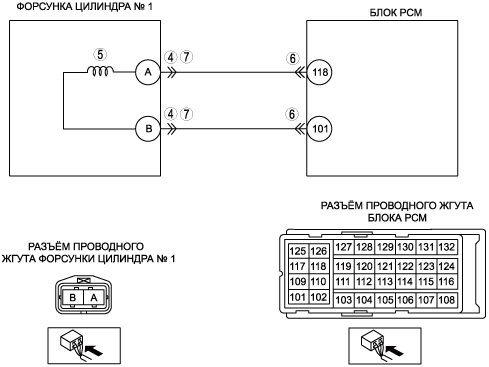 ФОРСУНКА ЦИЛИНДРА № 1
БЛОК PCM
5
A
4 7
6
118
B
4 7
6
101
РАЗЪЁМ ПРОВОДНОГО
ЖГУТА ФОРСУНКИ ЦИЛИНДРА № 1
B A
РАЗЪЁМ ПРОВОДНОГО ЖГУТА
БЛОКА PCM
125 126 127 128 129 130 131 132
117 118 119 120 121 122 123 124
109 110 111 112 113 114 115 116
101 102 103 104 105 106 107 108